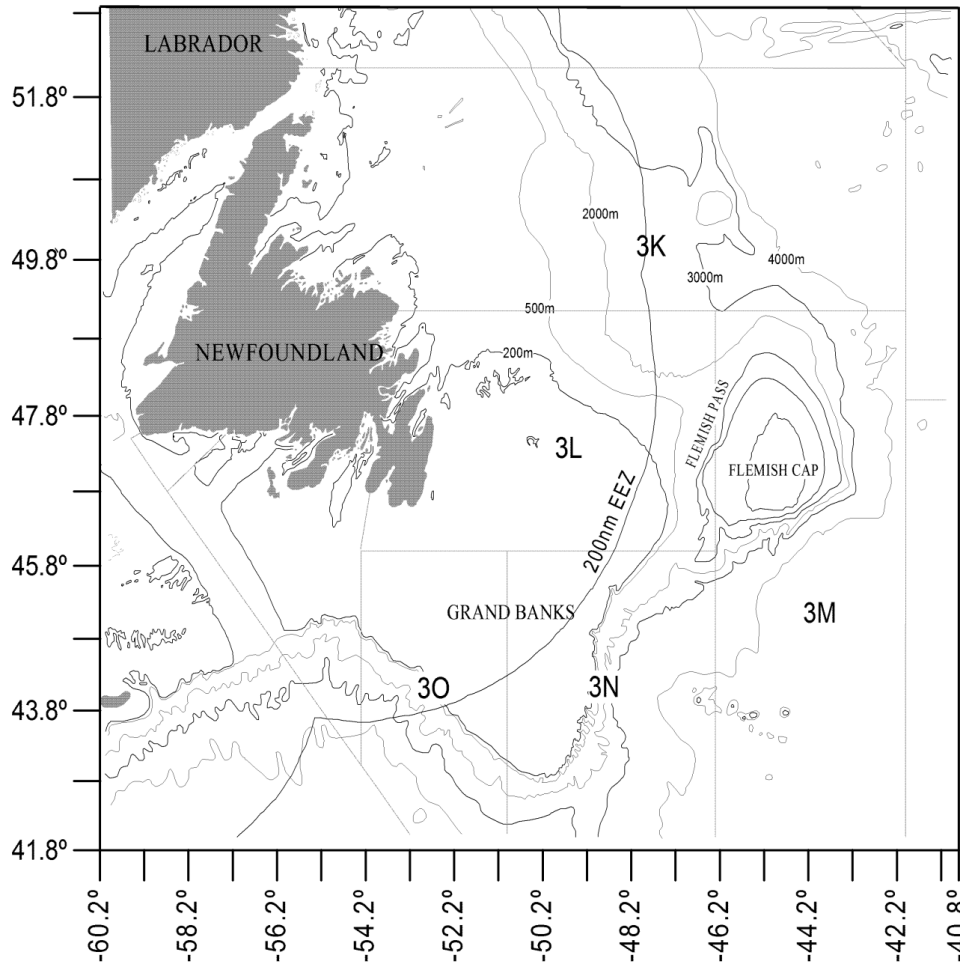 LABRADOR
51.8º
2000m
3K
49.8º
4000m
3000m
500m
NEWFOUNDLAND
200m
FLEMISH PASS
47.8º
3L
FLEMISH CAP
200nm EEZ
45.8º
GRAND BANKS
3M
3O
3N
43.8º
41.8º
-60.2º
-58.2º
-56.2º
-54.2º
-52.2º
-50.2º
-48.2º
-46.2º
-44.2º
-42.2º
-40.8º